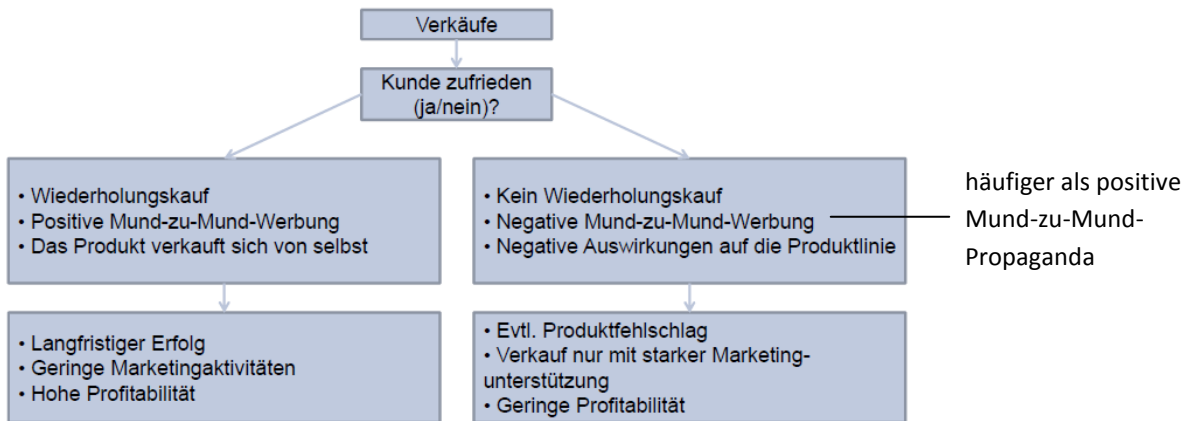 Verkäufe
Kunde zufrieden
(ja/nein)?
• Wiederholungskauf
• Positive Mund-zu-Mund-Werbung
• Das Produkt verkauft sich von selbst
• Kein Wiederholungskauf
• Negative Mund-zu-Mund-Werbung
• Negative Auswirkungen auf die Produktlinie
häufiger als positive
Mund-zu-Mund-
Propaganda
• Langfristiger Erfolg
• Geringe Marketingaktivitäten
• Hohe Profitabilität
• Evtl. Produktfehlschlag
• Verkauf nur mit starker Marketing-
unterstützung
• Geringe Profitabilität